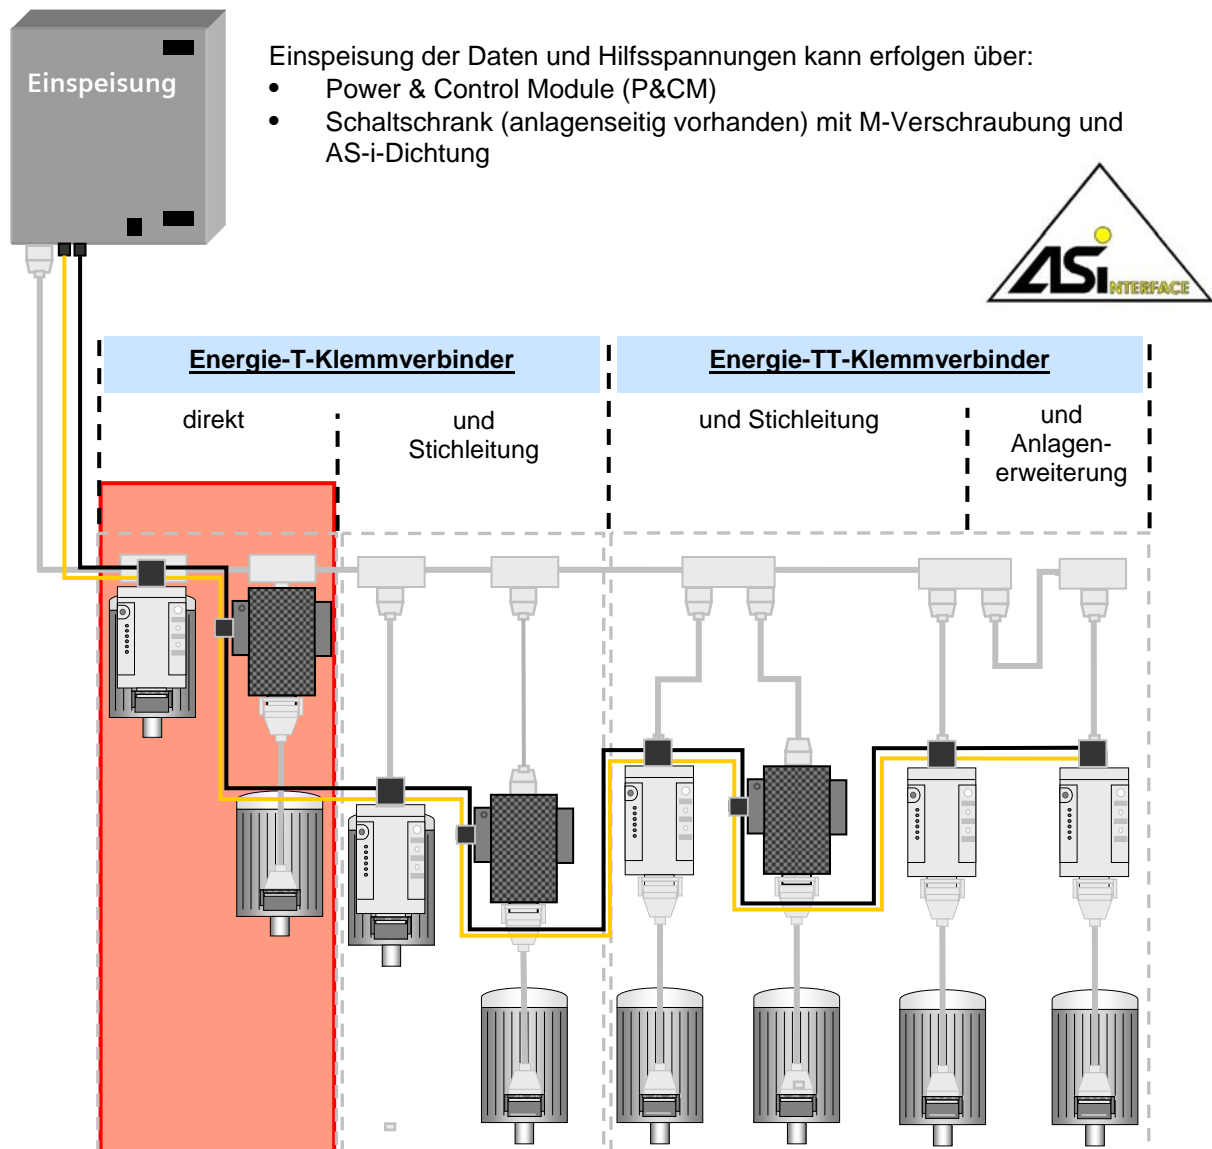 Einspeisung
Einspeisung der Daten und Hilfsspannungen kann erfolgen über:
• Power & Control Module (P&CM)
• Schaltschrank (anlagenseitig vorhanden) mit M-Verschraubung und
AS-i-Dichtung
ASi
NTERFACE
Energie-T-Klemmverbinder
Energie-TT-Klemmverbinder
direkt
und
Stichleitung
und Stichleitung
und
Anlagen-
erweiterung